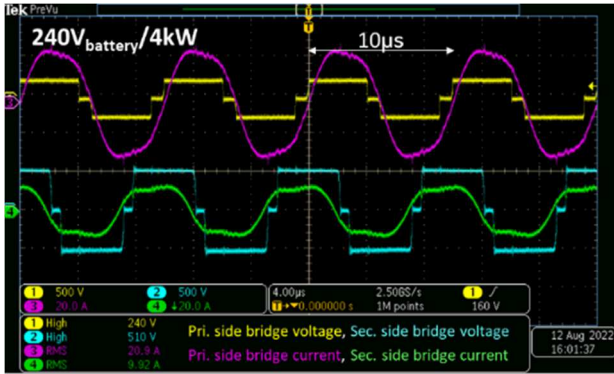 Tek PreVu
T
240Vbattery/4kW
10µs
3
4
1 500 V
2 500 V
3 20.0 A
4 ↓20.0 A
4.00µs
2.50GS/s
1
T→▼0.000000 s
1M points
160 V
1 High 240 V
2 High 510 V
3 RMS 20.9 A
4 RMS 9.92 A
Pri. side bridge voltage, Sec. side bridge voltage
Pri. side bridge current, Sec. side bridge current
12 Aug 2022
16:01:37